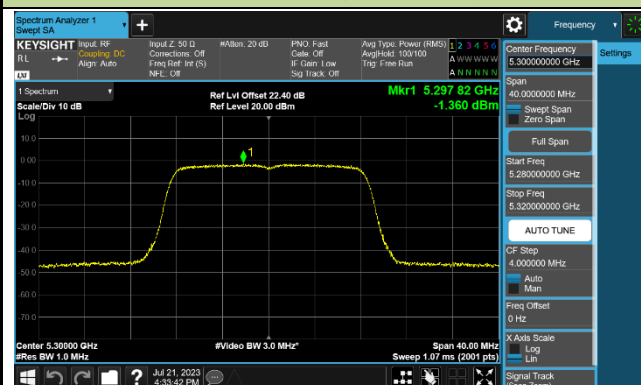 Spectrum Analyzer 1
Swept SA
+
Frequency
KEYSIGHT
RL
LXI
Input: RF
Coupling: DC
Align: Auto
Input Z: 50 Ω
Corrections: Off
Freq Ref: Int (S)
NFE: Off
#Atten: 20 dB
PNO: Fast
Gate: Off
IF Gain: Low
Sig Track: Off
Avg Type: Power (RMS)
Avg|Hold: 100/100
Trig: Free Run
1 2 3 4 5 6
A W W W W W
A N N N N N
1 Spectrum
Scale/Div 10 dB
Log
Ref Lvl Offset 22.40 dB
Ref Level 20.00 dBm
Mkr1 5.297 82 GHz
-1.360 dBm
1
10.0
0.00
-10.0
-20.0
-30.0
-40.0
-50.0
-60.0
-70.0
Center 5.30000 GHz
#Res BW 1.0 MHz
#Video BW 3.0 MHz*
Span 40.00 MHz
Sweep 1.07 ms (2001 pts)
Jul 21, 2023
4:33:42 PM
?
Center Frequency
5.300000000 GHz
Settings
Span
40.0000000 MHz
Swept Span
Zero Span
Full Span
Start Freq
5.280000000 GHz
Stop Freq
5.320000000 GHz
AUTO TUNE
CF Step
4.000000 MHz
Auto
Man
Freq Offset
0 Hz
X Axis Scale
Log
Lin
Signal Track
(Span Zoom)